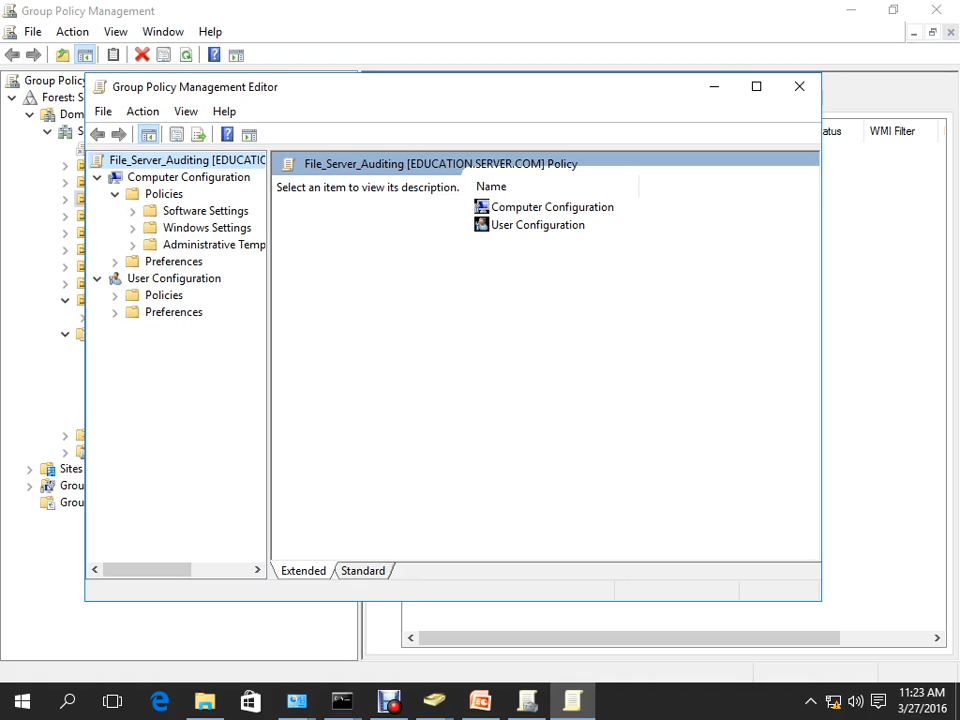 Group Policy Management
File Action View Window Help
Group Policy
Forest: S
Dom
S
Sites
Grou
Grou
atus WMI Filter
Group Policy Management Editor
File Action View Help
File_Server_Auditing [EDUCATIC
Computer Configuration
Policies
Software Settings
Windows Settings
Administrative Temp
Preferences
User Configuration
Policies
Preferences
File_Server_Auditing [EDUCATION.SERVER.COM] Policy
Select an item to view its description.
Name
Computer Configuration
User Configuration
Extended Standard
11:23 AM
3/27/2016